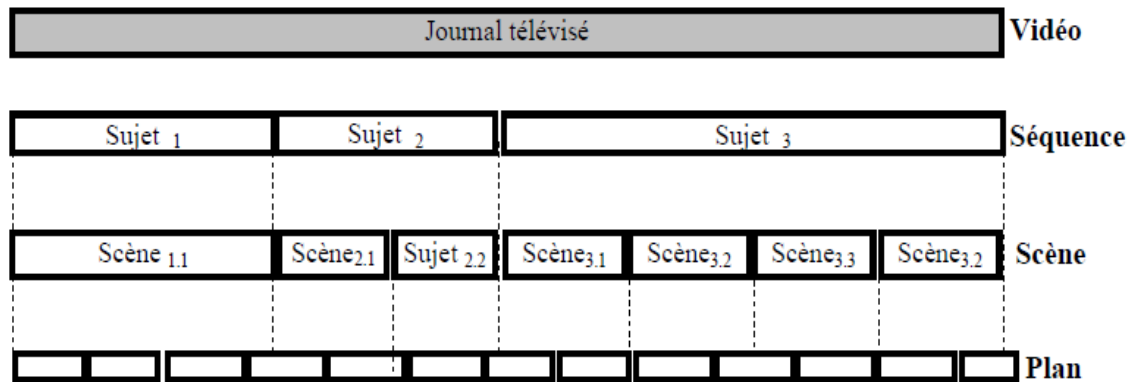 Journal télévisé Vidéo
Sujet 1 Sujet 2 Sujet 3 Séquence
Scène 1.1 Scène2.1 Sujet 2.2 Scène3.1 Scène3.2 Scène3.3 Scène3.2 Scène
Plan